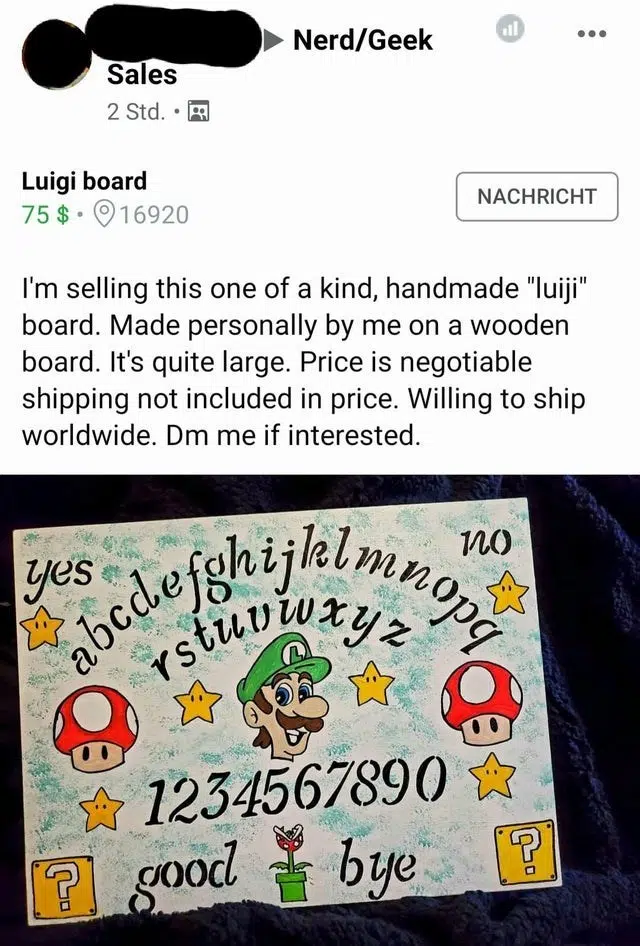 Nerd/Geek
Sales
2 Std.
Luigi board
75 $ • 16920
NACHRICHT
I'm selling this one of a kind, handmade "luiji"
board. Made personally by me on a wooden
board. It's quite large. Price is negotiable
shipping not included in price. Willing to ship
worldwide. Dm me if interested.
yes
no
abcdefghijklmnopq
rstuvwxyz
L
1234567890
?
good bye
?